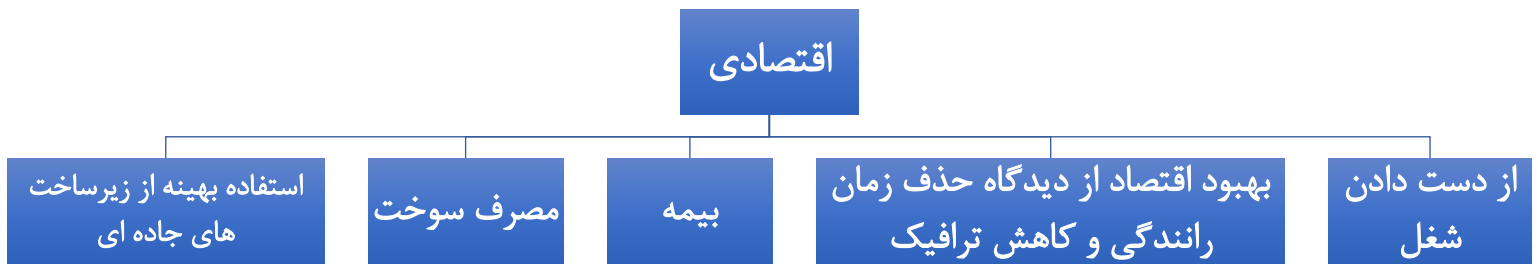 اقتصادی
از دست دادن
شغل
بهبود اقتصاد از دیدگاه حذف زمان
رانندگی و کاهش ترافیک
بیمه
مصرف سوخت
استفاده بهینه از زیرساخت
های جاده ای